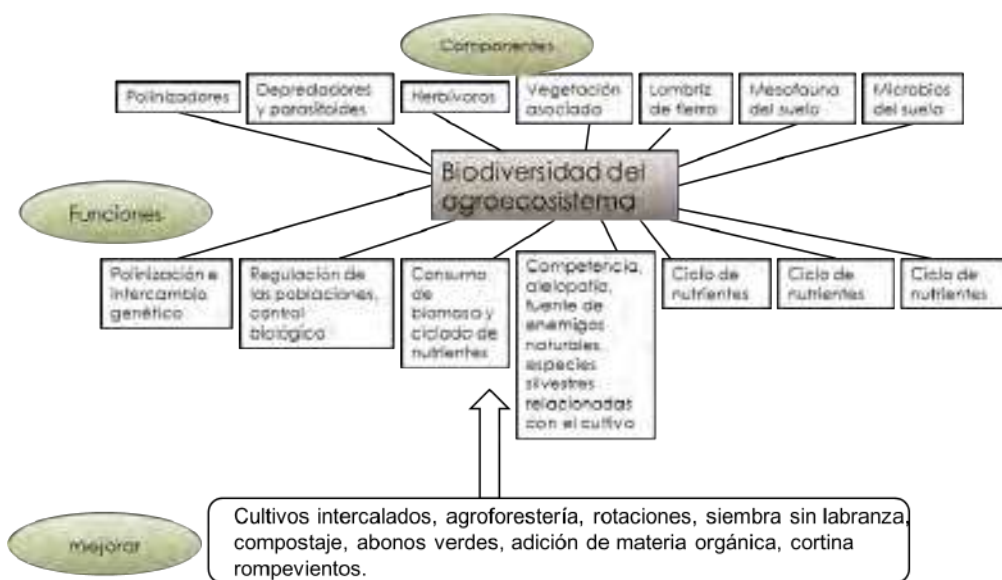 Componentes
Polinizadores
Depredadores
y parasitoides
Herbívoros
Vegetación
asociada
Lombriz
de tierra
Mesofauna
del suelo
Microbios
del suelo
Biodiversidad del
agroecosistema
Funciones
Polinización e
intercambio
genético
Regulación de
las poblaciones,
control
biológico
Consumo
de
biomasa y
ciclado de
nutrientes
Competencia,
alelopatía,
fuente de
enemigos
naturales,
especies
silvestres
relacionadas
con el cultivo
Ciclo de
nutrientes
Ciclo de
nutrientes
Ciclo de
nutrientes
mejorar
Cultivos intercalados, agroforestería, rotaciones, siembra sin labranza,
compostaje, abonos verdes, adición de materia orgánica, cortina
rompevientos.